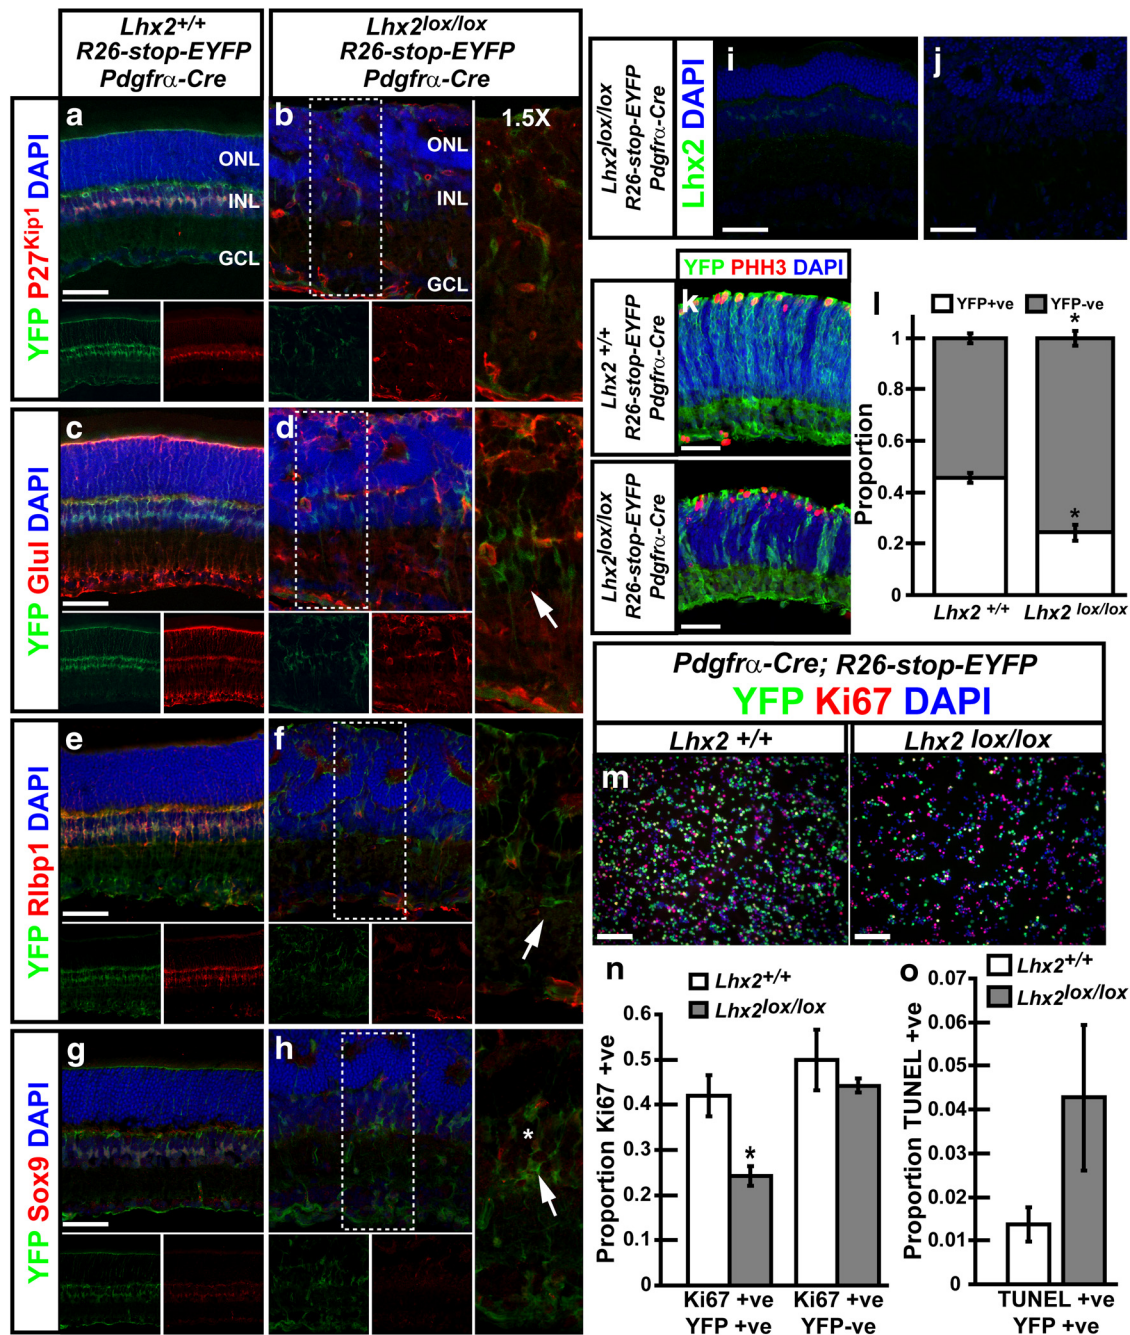 Lhx2+/+
R26-stop-EYFP
Pdgfrα-Cre
Lhx2lox/lox
R26-stop-EYFP
Pdgfrα-Cre
YFP P27Kip1 DAPI
a
ONL
INL
GCL
b
ONL
INL
GCL
1.5X
YFP Glul DAPI
c
d
YFP Rlbp1 DAPI
e
f
YFP Sox9 DAPI
g
h
*
Lhx2lox/lox
R26-stop-EYFP
Pdgfrα-Cre
Lhx2 DAPI
i
j
YFP PHH3 DAPI
Lhx2 +/+
R26-stop-EYFP
Pdgfrα-Cre
k
Lhx2lox/lox
R26-stop-EYFP
Pdgfrα-Cre
l
YFP+ve
YFP-ve
Proportion
1
0.8
0.6
0.4
0.2
0
*
*
Lhx2 +/+
Lhx2 lox/lox
Pdgfrα-Cre; R26-stop-EYFP
YFP Ki67 DAPI
Lhx2 +/+
Lhx2 lox/lox
m
n
Lhx2+/+
Lhx2lox/lox
Proportion Ki67 +ve
0.6
0.5
0.4
0.3
0.2
0.1
0
*
Ki67 +ve
YFP +ve
Ki67 +ve
YFP-ve
o
Lhx2+/+
Lhx2lox/lox
Proportion TUNEL +ve
0.07
0.06
0.05
0.04
0.03
0.02
0.01
0
TUNEL +ve
YFP +ve